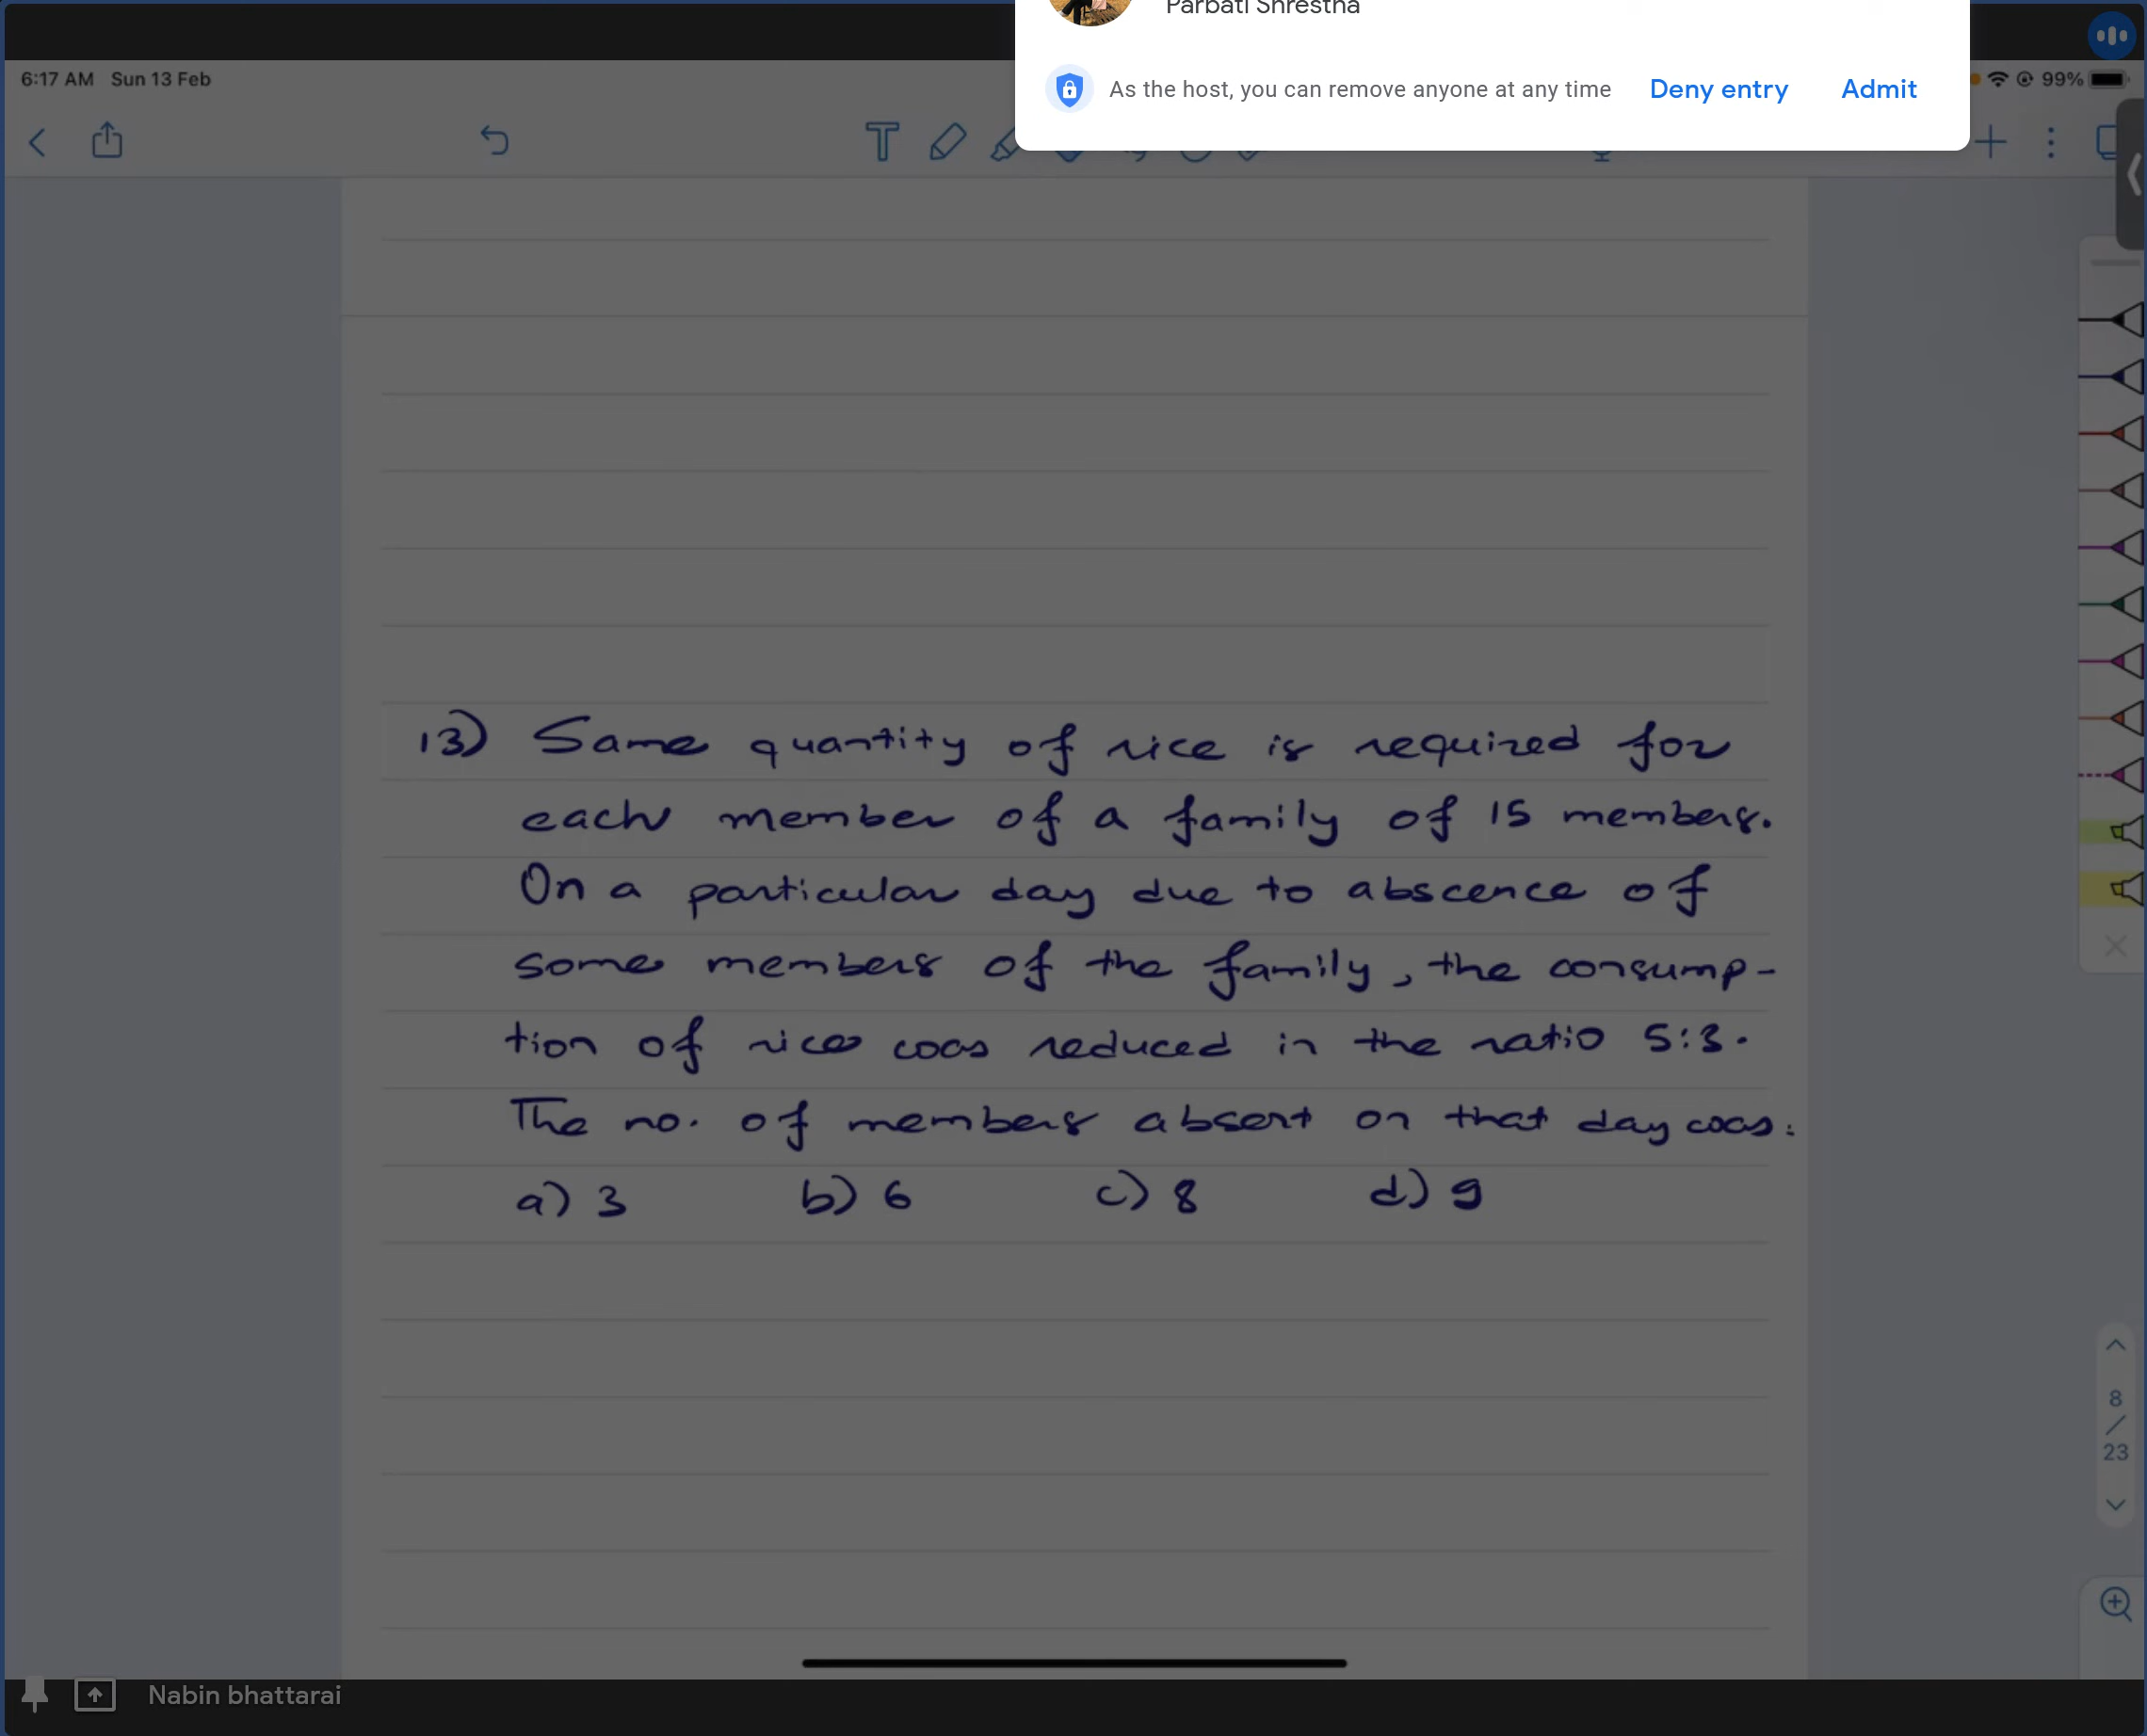 Parbati Shrestha
As the host, you can remove anyone at any time Deny entry Admit
6:17 AM Sun 13 Feb 99%
T
13) Same quantity of rice is required for
each member of a family of 15 members.
On a particular day due to abscence of
some members of the family, the consump-
tion of rice was reduced in the ratio 5:3.
The no. of members absent on that day was:
a) 3 b) 6 c) 8 d) 9
8
/
23
Nabin bhattarai